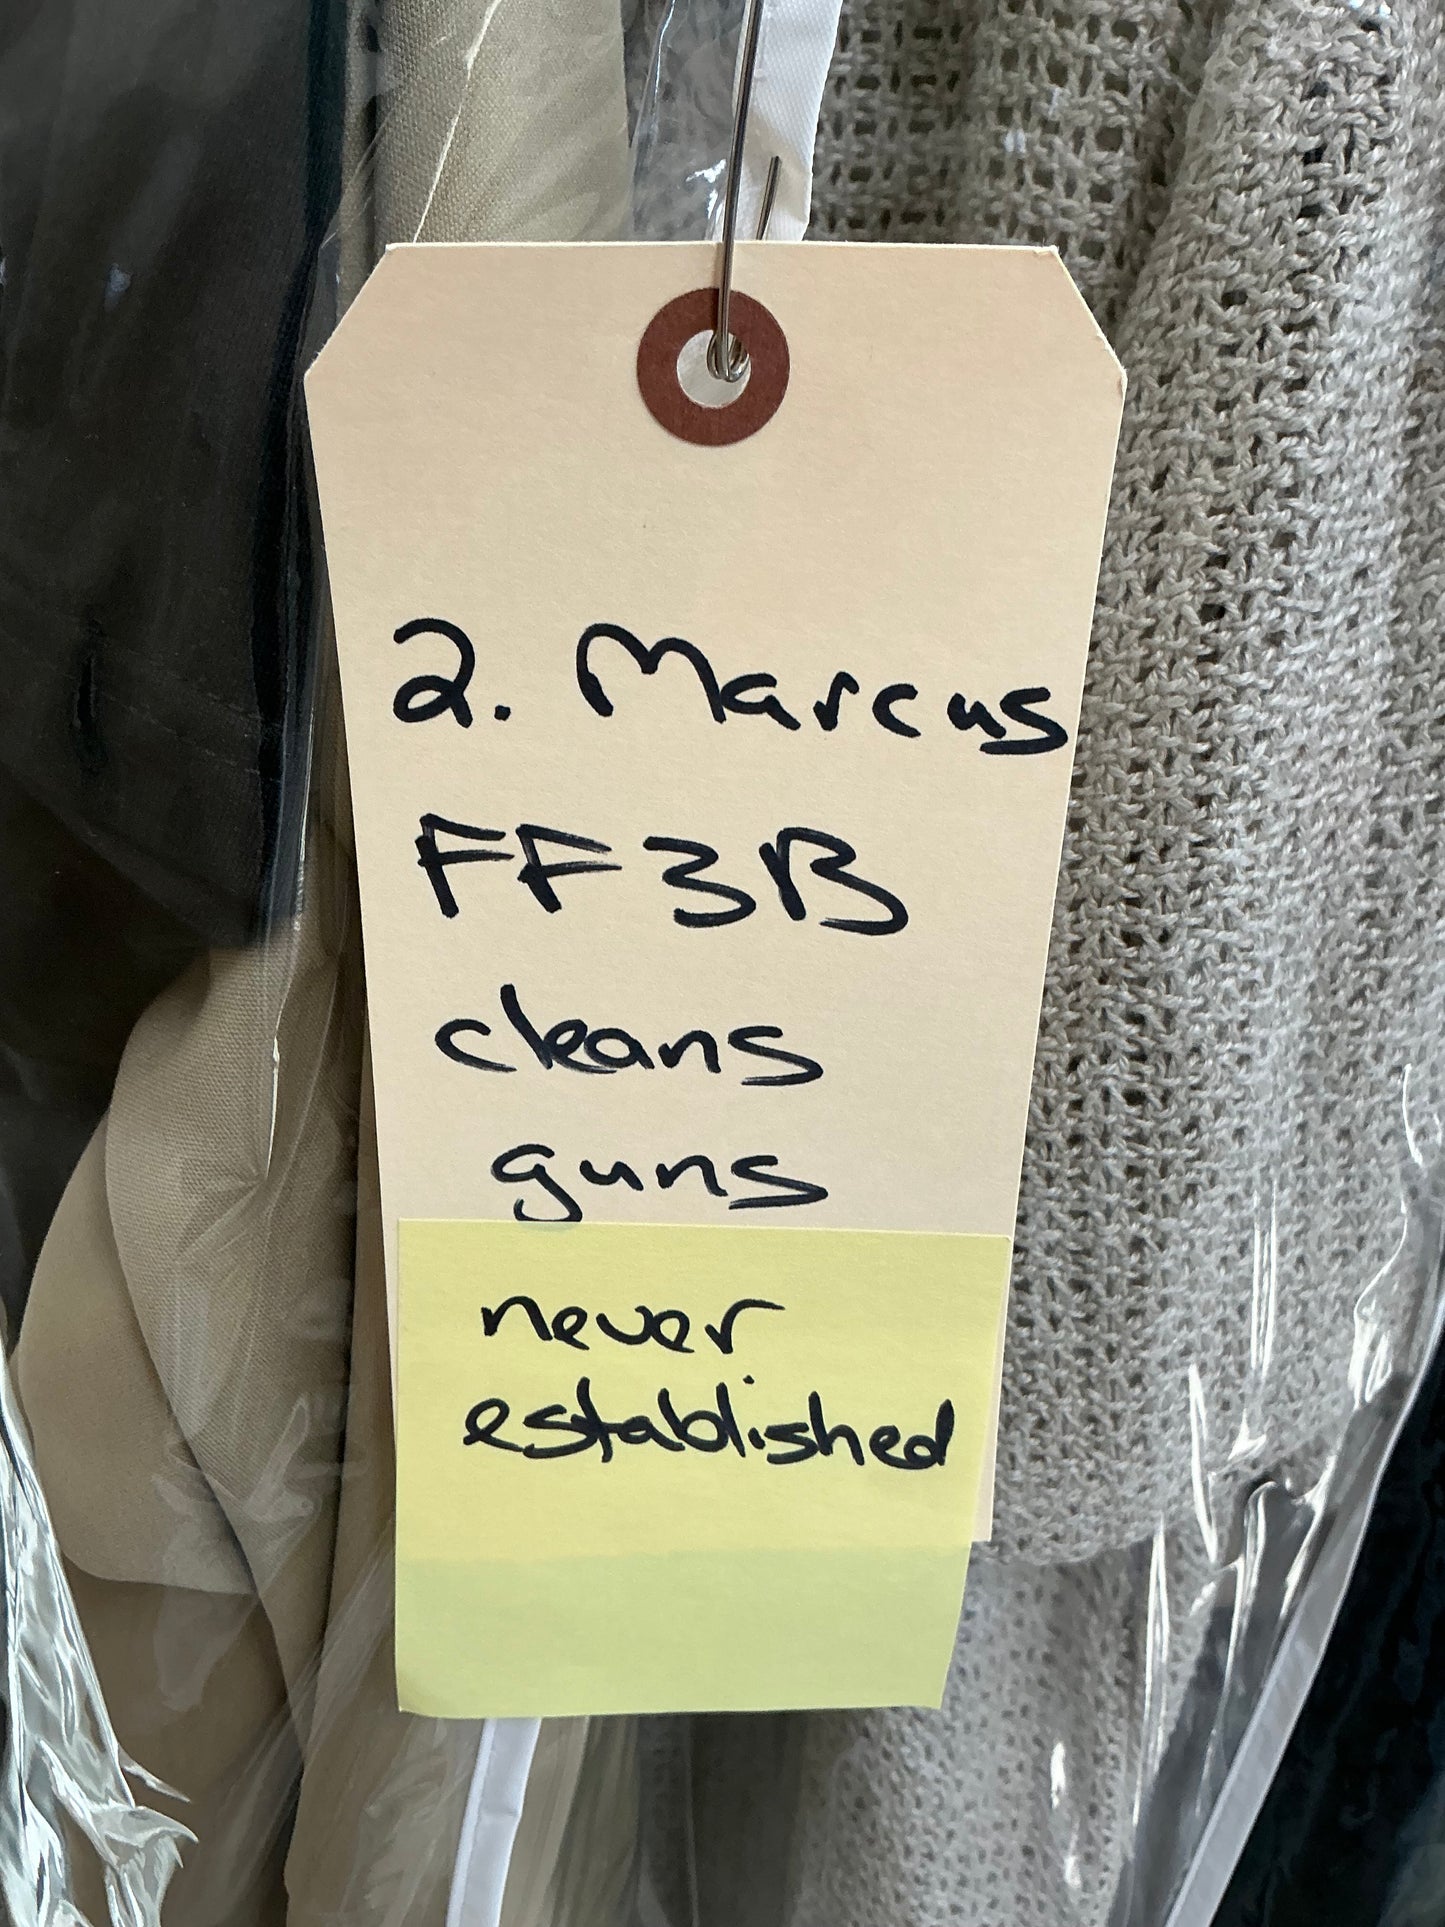 2. Marcus
FF3B
cleans
guns
never
established